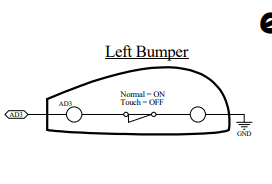 Left Bumper
Normal = ON
Touch = OFF
AD3
AD3
GND